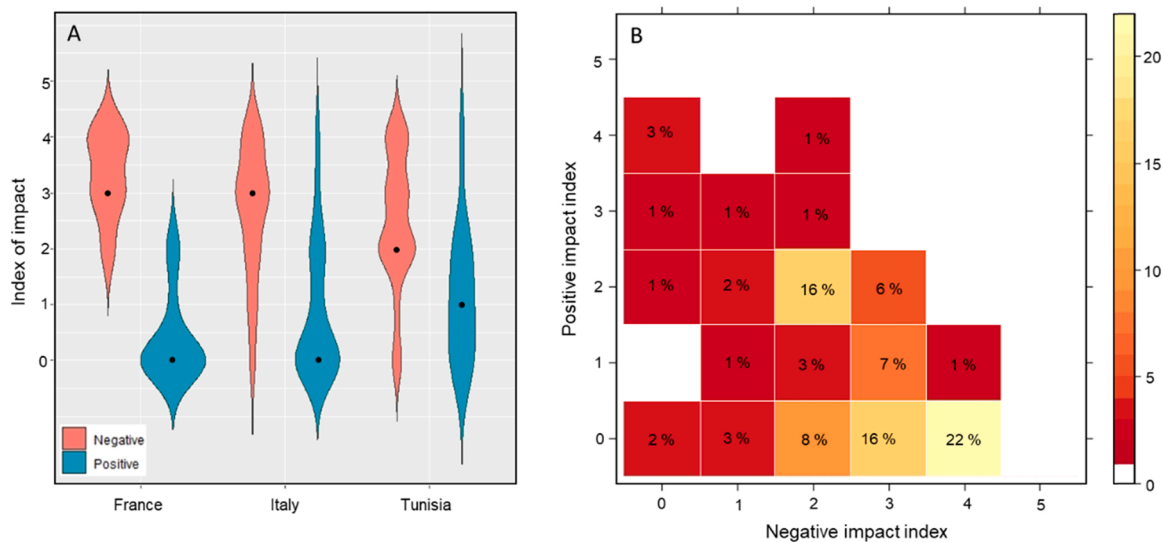 A
Index of impact
5
4
3
2
1
0
Negative
Positive
France Italy Tunisia
B
Positive impact index
5
4
3
2
1
0
3 % 1 %
1 % 1 % 1 %
1 % 2 % 16 % 6 %
1 % 3 % 7 % 1 %
2 % 3 % 8 % 16 % 22 %
0 1 2 3 4 5
Negative impact index
20
15
10
5
0